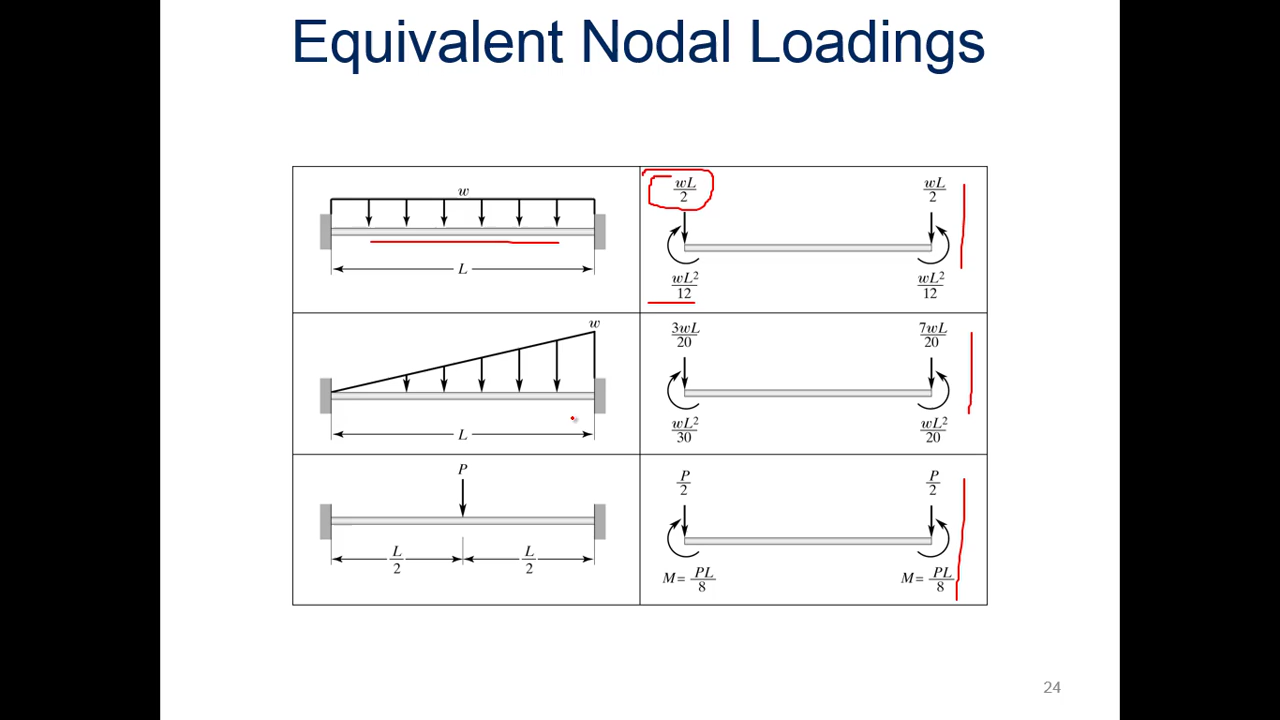 Equivalent Nodal Loadings
w
L
wL/2 wL/2
wL²/12 wL²/12
w
L
3wL/20 7wL/20
wL²/30 wL²/20
P
L/2 L/2
P/2 P/2
M = PL/8 M = PL/8
24